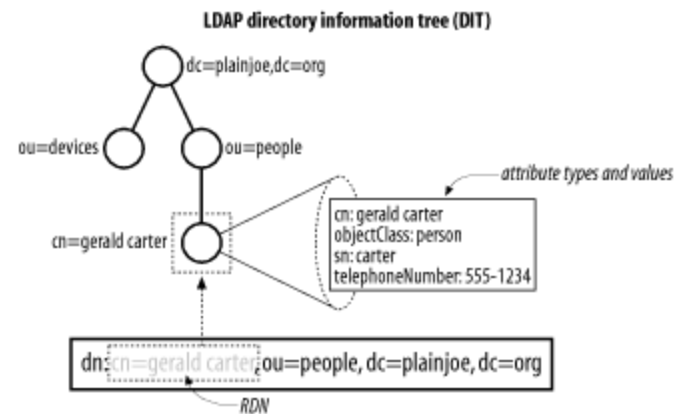 LDAP directory information tree (DIT)
dc=plainjoe,dc=org
ou=devices
ou=people
attribute types and values
cn=gerald carter
cn: gerald carter
objectClass: person
sn: carter
telephoneNumber: 555-1234
dn:cn=gerald carter,ou=people, dc=plainjoe, dc=org
RDN